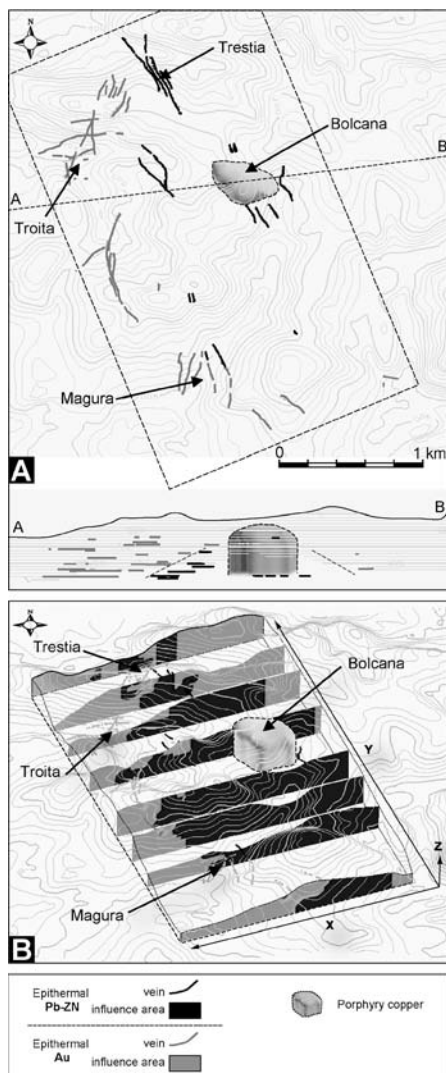 N
Trestia
Bolcana
B
A
Troita
Magura
A
0 1 km
A
B
N
Trestia
Bolcana
Troita
Y
Z
Magura
X
B
Epithermal vein
Pb-ZN influence area
Porphyry copper
Epithermal vein
Au influence area